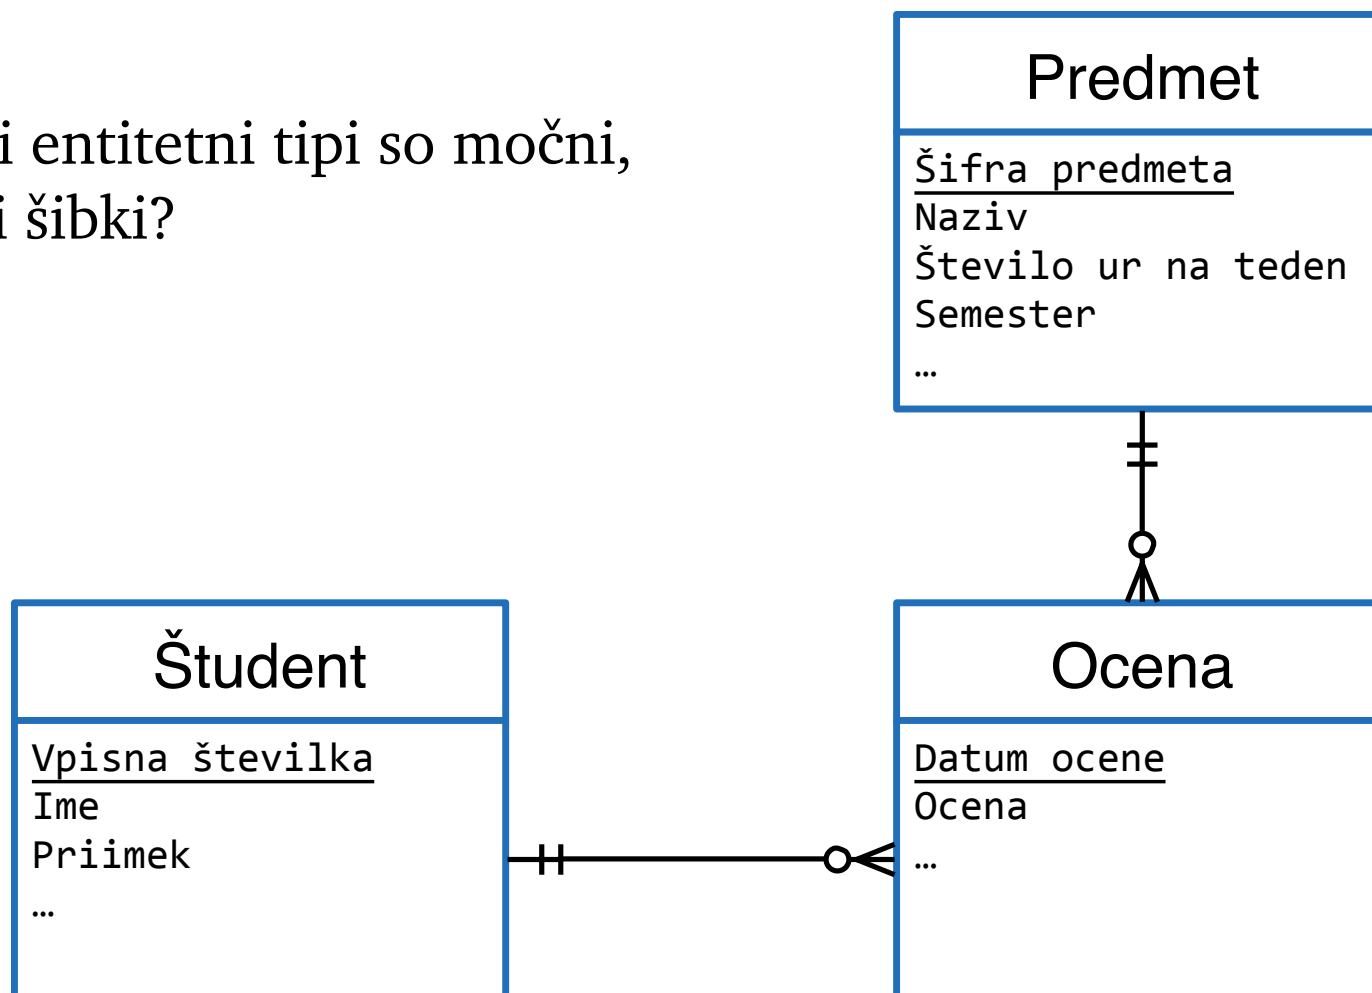 i entitetni tipi so močni,
i šibki?
Predmet
Šifra predmeta
Naziv
Število ur na teden
Semester
…
Študent
Vpisna številka
Ime
Priimek
…
Ocena
Datum ocene
Ocena
…